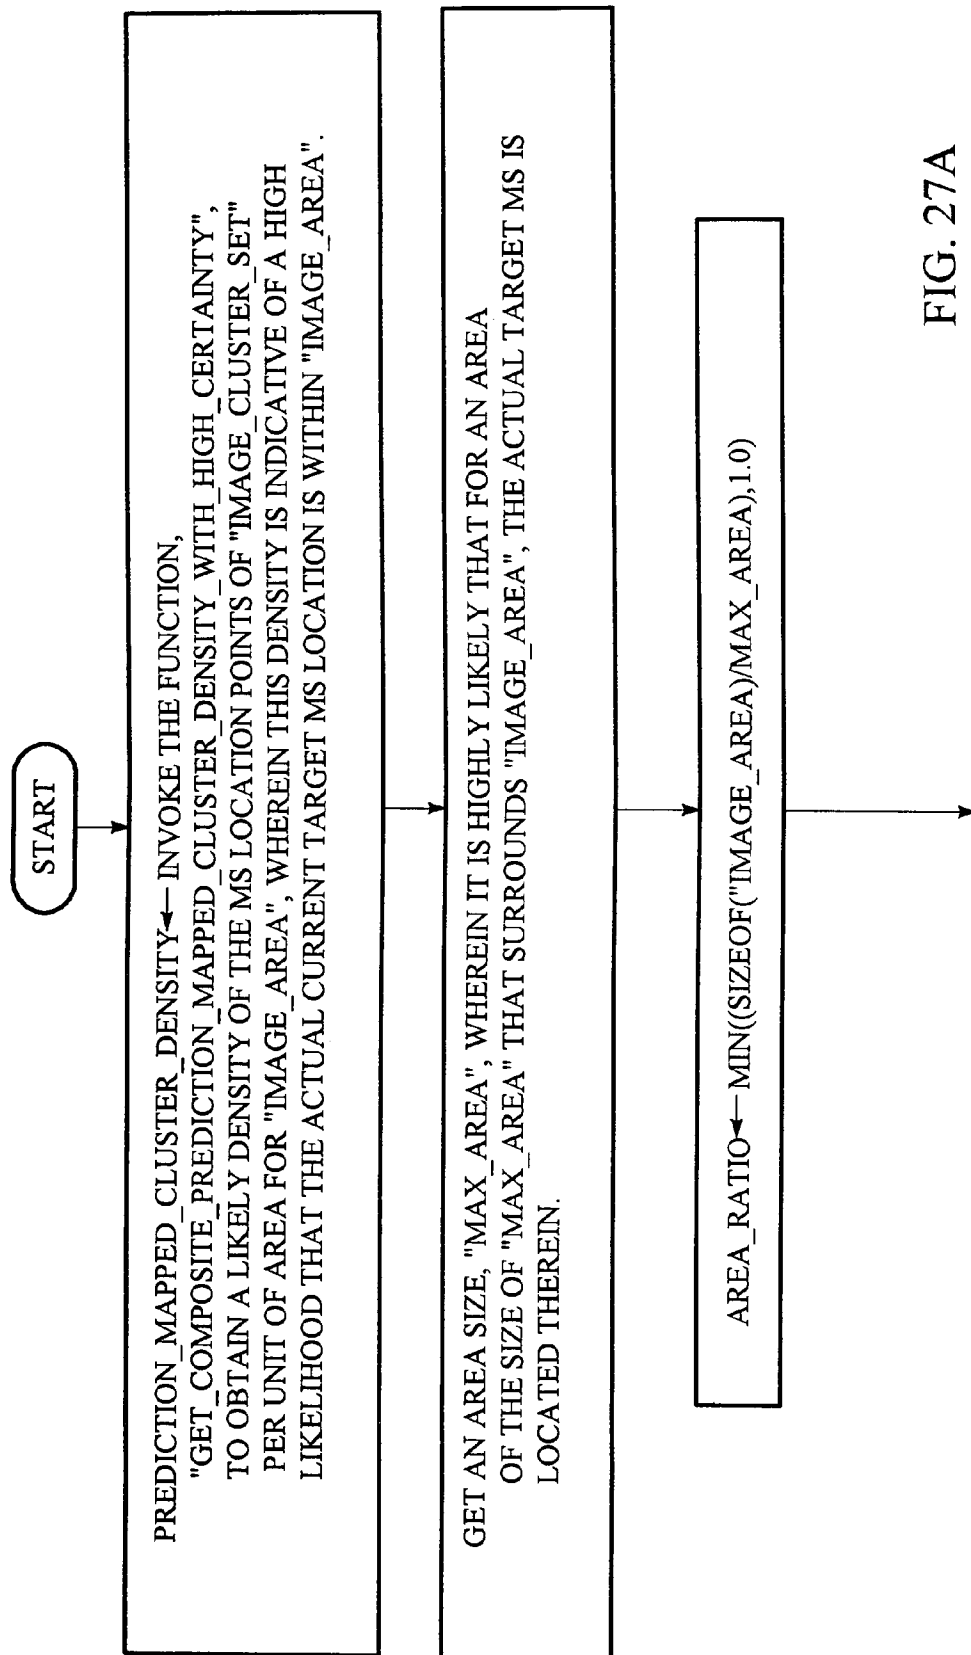 START
PREDICTION_MAPPED_CLUSTER_DENSITY← INVOKE THE FUNCTION,
"GET_COMPOSITE_PREDICTION_MAPPED_CLUSTER_DENSITY_WITH_HIGH_CERTAINTY",
TO OBTAIN A LIKELY DENSITY OF THE MS LOCATION POINTS OF "IMAGE_CLUSTER_SET"
PER UNIT OF AREA FOR "IMAGE_AREA", WHEREIN THIS DENSITY IS INDICATIVE OF A HIGH
LIKELIHOOD THAT THE ACTUAL CURRENT TARGET MS LOCATION IS WITHIN "IMAGE_AREA".
GET AN AREA SIZE, "MAX_AREA", WHEREIN IT IS HIGHLY LIKELY THAT FOR AN AREA
OF THE SIZE OF "MAX_AREA" THAT SURROUNDS "IMAGE_AREA", THE ACTUAL TARGET MS IS
LOCATED THEREIN.
AREA_RATIO← MIN((SIZEOF("IMAGE_AREA)/MAX_AREA),1.0)
FIG. 27A